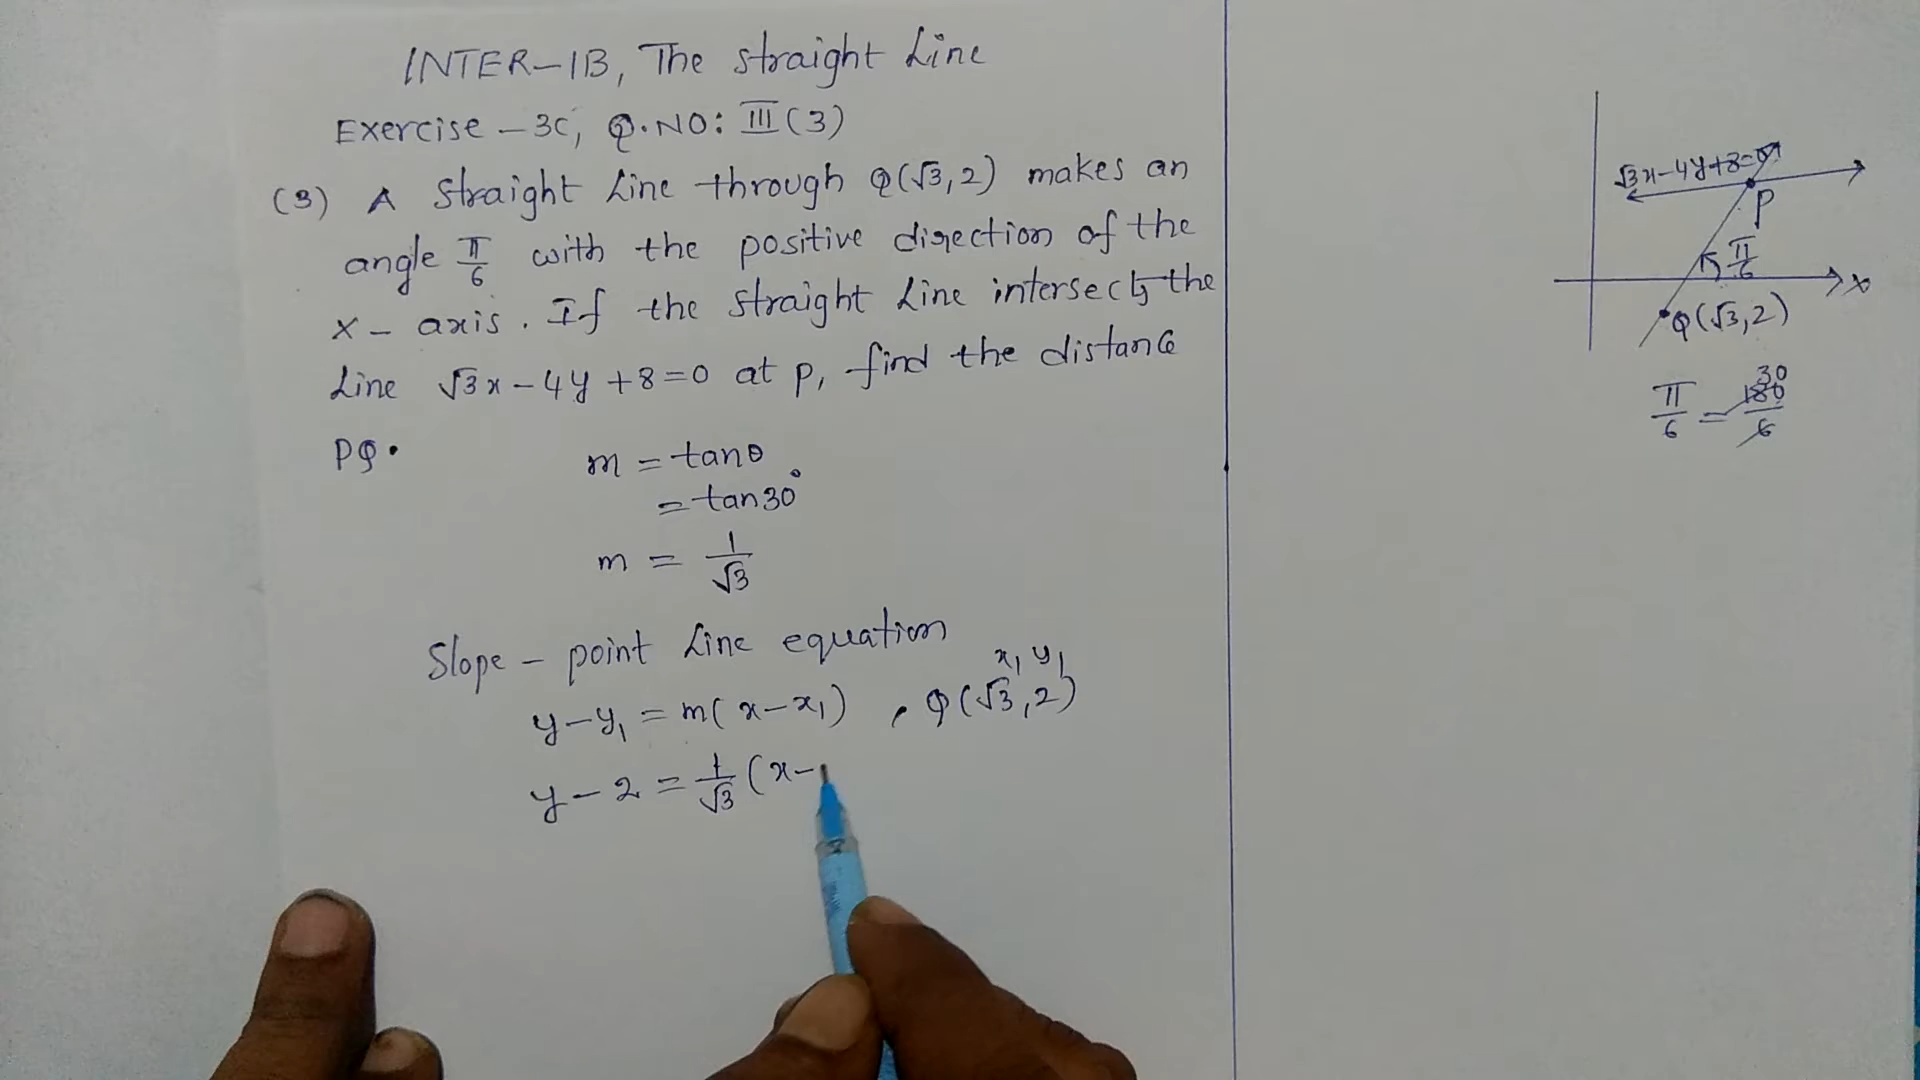 INTER-1B, The straight Line
Exercise - 3C, Q.NO: III (3)
(3) A straight Line through Q(√3,2) makes an
angle π/6 with the positive direction of the
X - axis. If the straight Line intersects the
Line √3x-4y+8=0 at P, find the distance
PQ.
m = tanθ
= tan30°
m = 1/√3
Slope - point Line equation
y-y₁ = m(x-x₁) , Q(√3,2)
x₁ y₁
y-2 = 1/√3 (x-
√3x-4y+8=0
P
π/6
X
Q(√3,2)
π/6 = 180/6
30